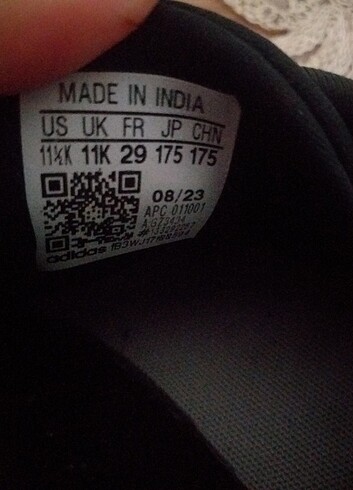 MADE IN INDIA
US UK FR JP CHN
11½K 11K 29 175 175
08/23
APC 011001
adidas